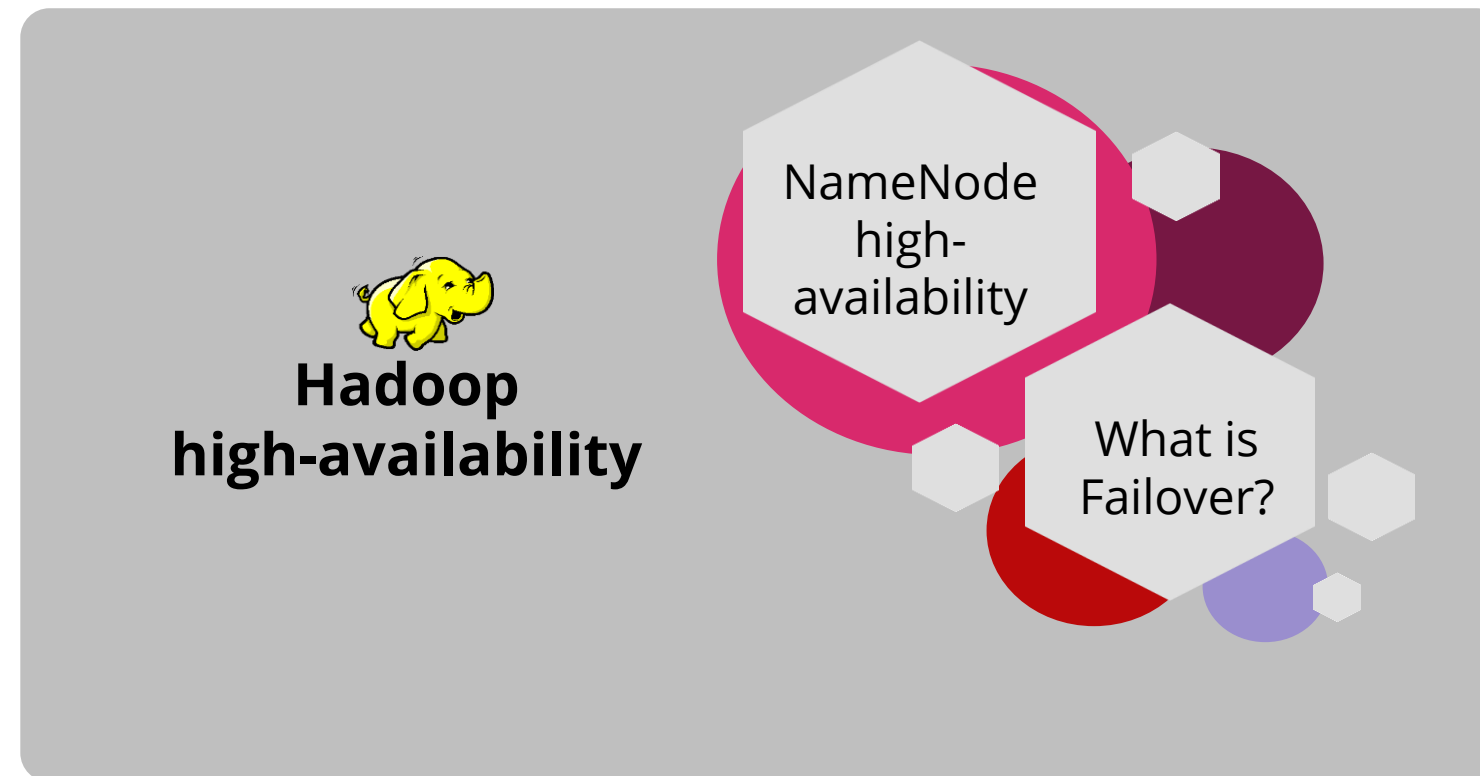 Hadoop
high-availability
NameNode
high-
availability
What is
Failover?